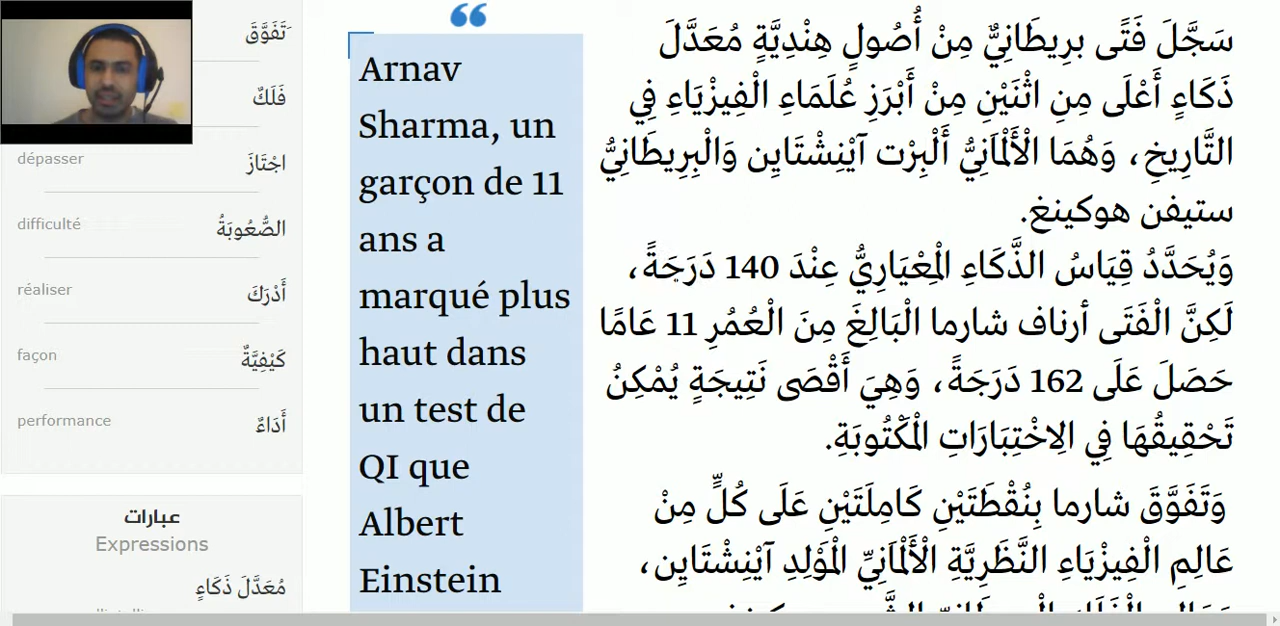 تَفَوَّقَ
فَلَكٌ
dépasser
اجْتَازَ
difficulté
الصُّعُوبَةُ
réaliser
أَدْرَكَ
façon
كَيْفِيَّةٌ
performance
أَدَاءٌ
عبارات
Expressions
مُعَدَّلَ ذَكَاءٍ
❝
Arnav
Sharma, un
garçon de 11
ans a
marqué plus
haut dans
un test de
QI que
Albert
Einstein
سَجَّلَ فَتًى بريطَانِيٌّ مِنْ أُصُولٍ هِنْدِيَّةٍ مُعَدَّلَ
ذَكَاءٍ أَعْلَى مِنِ اثْنَيْنِ مِنْ أَبْرَزِ عُلَمَاءِ الْفِيزْيَاءِ فِي
التَّارِيخِ، وَهُمَا الْأَلْمَانِيُّ أَلْبِرْت آيْنِشْتَايِن وَالْبِرِيطَانِيُّ
ستيفن هوكينغ.
وَيُحَدَّدُ قِيَاسُ الذَّكَاءِ الْمِعْيَارِيُّ عِنْدَ 140 دَرَجَةً،
لَكِنَّ الْفَتَى أرناف شارما الْبَالِغَ مِنَ الْعُمُرِ 11 عَامًا
حَصَلَ عَلَى 162 دَرَجَةً، وَهِيَ أَقْصَى نَتِيجَةٍ يُمْكِنُ
تَحْقِيقُهَا فِي الِاخْتِبَارَاتِ الْمَكْتُوبَةِ.
وَتَفَوَّقَ شارما بِنُقْطَتَيْنِ كَامِلَتَيْنِ عَلَى كُلٍّ مِنْ
عَالِمِ الْفِيزْيَاءِ النَّظَرِيَّةِ الْأَلْمَانِيِّ الْمَوْلِدِ آيْنِشْتَايِن،